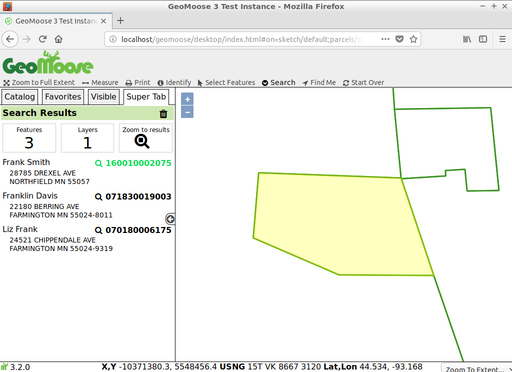 GeoMoose 3 Test Instance - Mozilla Firefox
GeoMoose 3 Test Instance
localhost/geomoose/desktop/index.html#on=sketch/default;parcels/
GeoMoose
Zoom to Full Extent Measure Print Identify Select Features Search Find Me Start Over
Catalog Favorites Visible Super Tab
Search Results
Features Layers Zoom to results
3 1
Frank Smith 160010002075
28785 DREXEL AVE
NORTHFIELD MN 55057
Franklin Davis 071830019003
22180 BERRING AVE
FARMINGTON MN 55024-8011
Liz Frank 070180006175
24521 CHIPPENDALE AVE
FARMINGTON MN 55024-9319
3.2.0 X,Y -10371380.3, 5548456.4 USNG 15T VK 8667 3120 Lat,Lon 44.534, -93.168
Zoom To Extent...